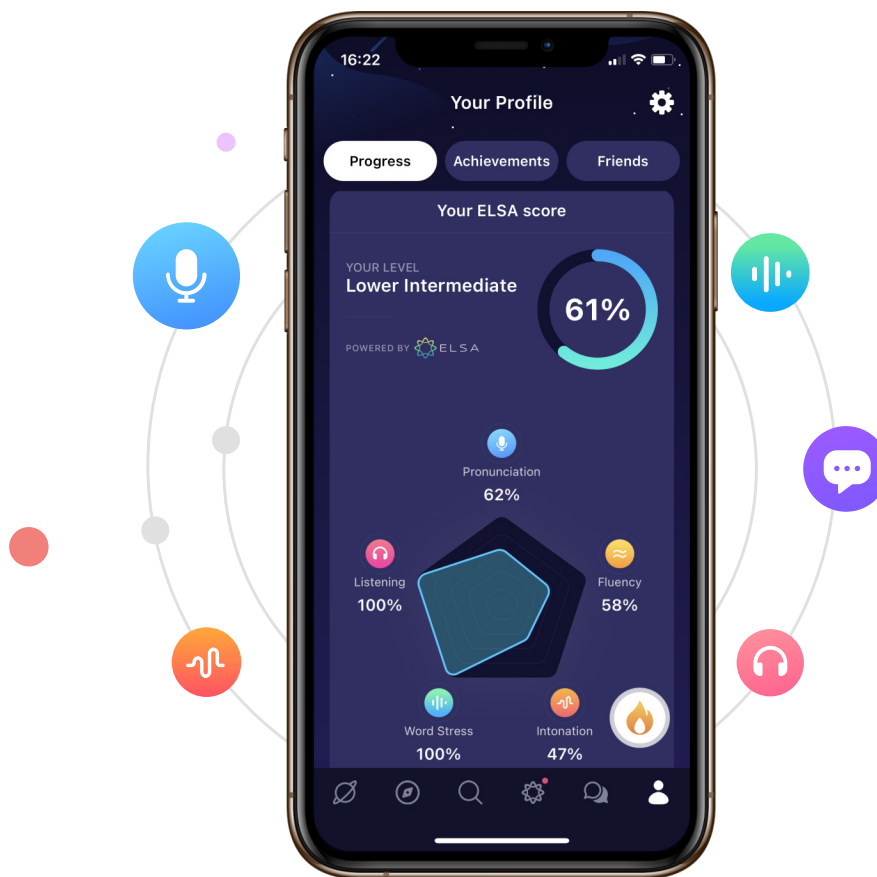 16:22
Your Profile
Progress Achievements Friends
Your ELSA score
YOUR LEVEL
Lower Intermediate
61%
POWERED BY ELSA
Pronunciation
62%
Listening
100%
Fluency
58%
Word Stress
100%
Intonation
47%